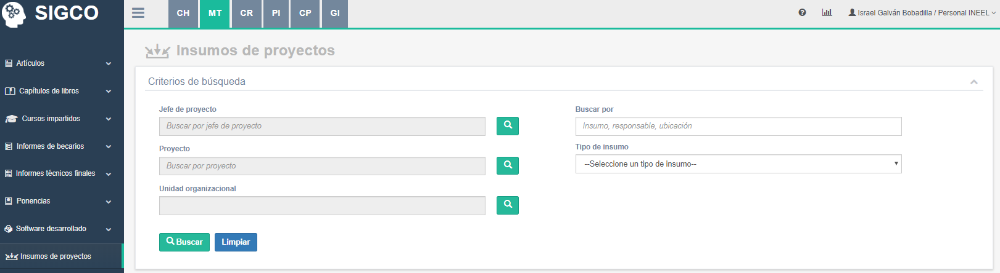 SIGCO
CH MT CR PI CP GI
Israel Galván Bobadilla / Personal INEEL
Artículos
Capítulos de libros
Cursos impartidos
Informes de becarios
Informes técnicos finales
Ponencias
Software desarrollado
Insumos de proyectos
Insumos de proyectos
Criterios de búsqueda
Jefe de proyecto
Buscar por jefe de proyecto
Proyecto
Buscar por proyecto
Unidad organizacional
Buscar por
Insumo, responsable, ubicación
Tipo de insumo
--Seleccione un tipo de insumo--
Buscar Limpiar